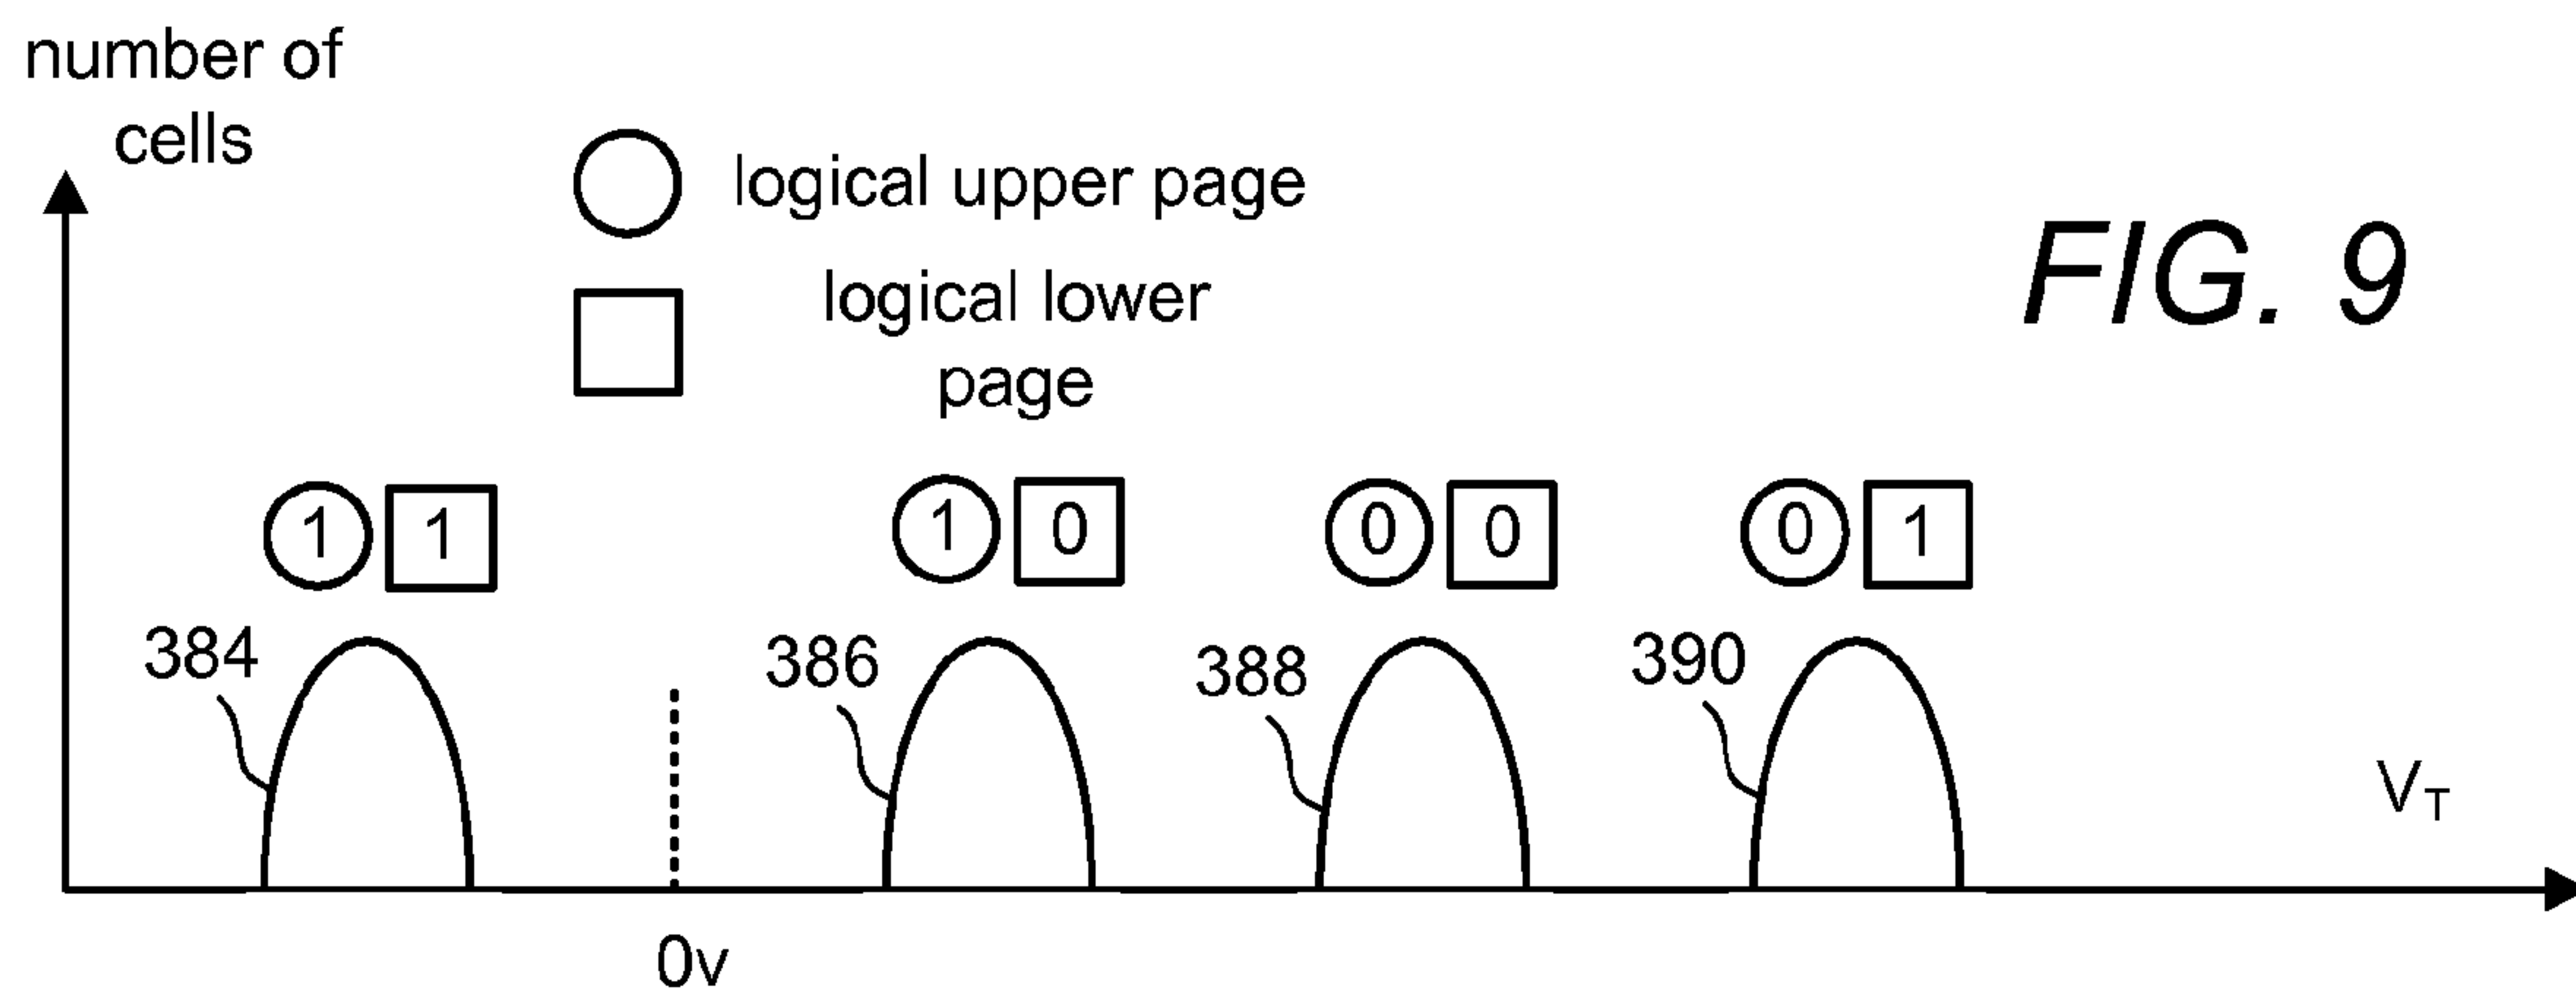 number of
cells
logical upper page
logical lower
page
FIG. 9
1 1
1 0
0 0
0 1
384
386
388
390
VT
0v